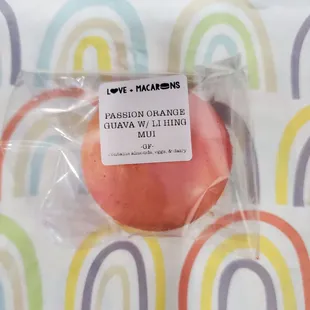 LOVE + MACARONS
PASSION ORANGE
GUAVA W/ LI HING
MUI
-GF-
contains almonds, eggs, & dairy